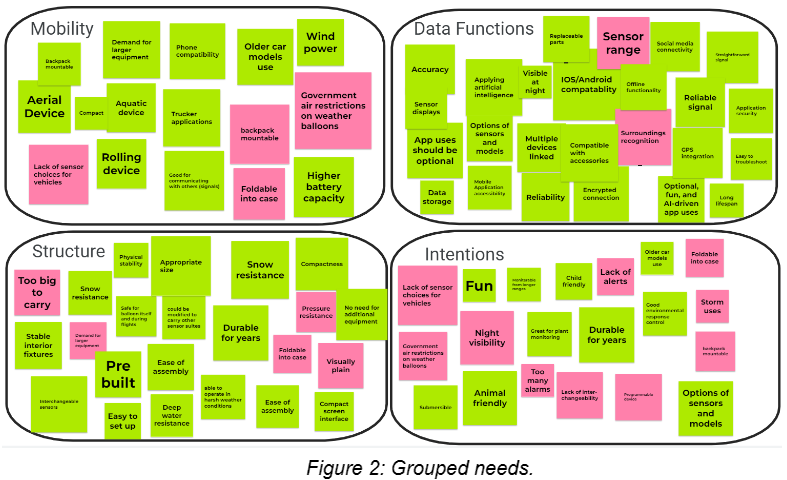 Mobility
Backpack
mountable
Demand for
larger
equipment
Phone
compatibility
Older car
models
use
Wind
power
Aerial
Device
Compact
Aquatic
device
Trucker
applications
backpack
mountable
Government
air restrictions
on weather
balloons
Lack of sensor
choices for
vehicles
Rolling
device
Good for
communicating
with others (signals)
Foldable
into case
Higher
battery
capacity
Data Functions
Replaceable
parts
Sensor
range
Social media
connectivity
Straightforward
signal
Accuracy
Applying
artificial
intelligence
Visible
at
night
IOS/Android
compatablity
Offline
functionality
Reliable
signal
Application
security
Sensor
displays
App uses
should be
optional
Options of
sensors
and
models
Multiple
devices
linked
Compatible
with
accessories
Surroundings
recognition
GPS
integration
Easy to
troubleshoot
Data
storage
Mobile
Application
accessability
Reliability
Encrypted
connection
Optional,
fun, and
AI-driven
app uses
Long
lifespan
Structure
Physical
stability
Appropriate
size
Snow
resistance
Compactness
Too big
to
carry
Snow
resistance
Safe for
balloon itself
and during
flights
could be
modified to
carry other
sensor suites
Durable
for years
Pressure
resistance
No need for
additional
equipment
Stable
interior
fixtures
Demand for
larger
equipment
Pre
built
Ease of
assembly
Foldable
into case
Visually
plain
Interchangeable
sensors
Easy to
set up
Deep
water
resistance
able to
operate in
harsh weather
conditions
Ease of
assembly
Compact
screen
interface
Intentions
Lack of sensor
choices for
vehicles
Fun
Monitorable
from longer
ranges
Child
friendly
Lack of
alerts
Older car
models
use
Foldable
into case
Government
air restrictions
on weather
balloons
Night
visibility
Great for plant
monitoring
Durable
for years
Good
environmental
response
control
Storm
uses
backpack
mountable
Submersible
Animal
friendly
Too
many
alarms
Lack of inter-
changeability
Programmable
device
Options of
sensors
and
models
Figure 2: Grouped needs.